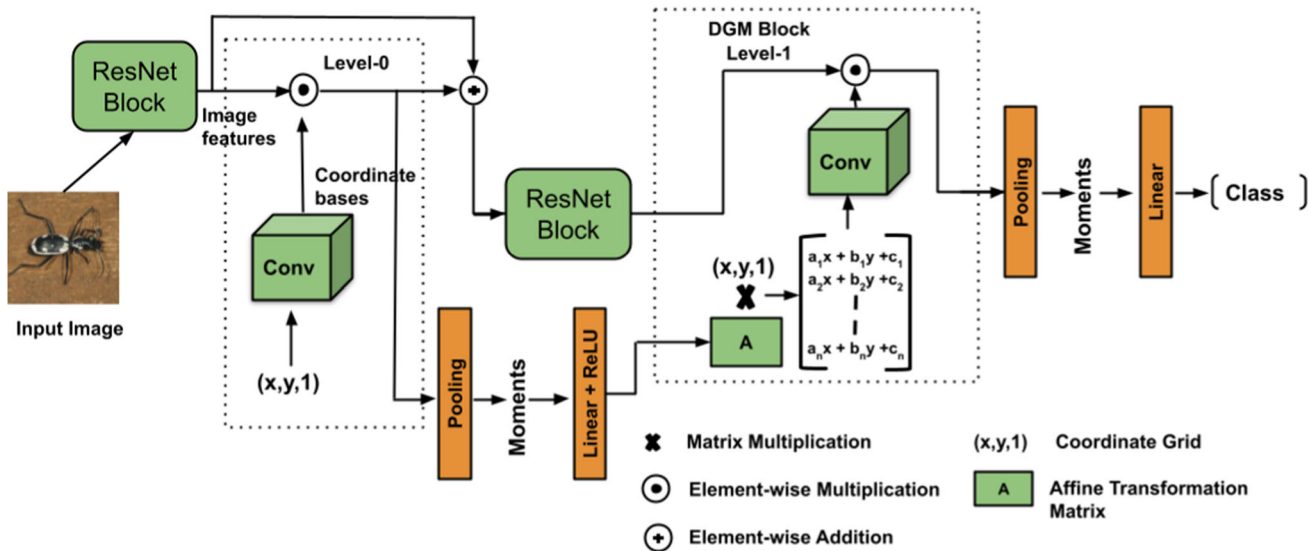 ResNet
Block
Image
features
Level-0
Coordinate
bases
Conv
(x,y,1)
Input Image
ResNet
Block
Pooling
Moments
Linear + ReLU
DGM Block
Level-1
Conv
(x,y,1)
A
a₁x + b₁y +c₁
a₂x + b₂y +c₂
aₙx + bₙy +cₙ
Pooling
Moments
Linear
Class
Matrix Multiplication
(x,y,1) Coordinate Grid
Element-wise Multiplication
A Affine Transformation
Matrix
Element-wise Addition